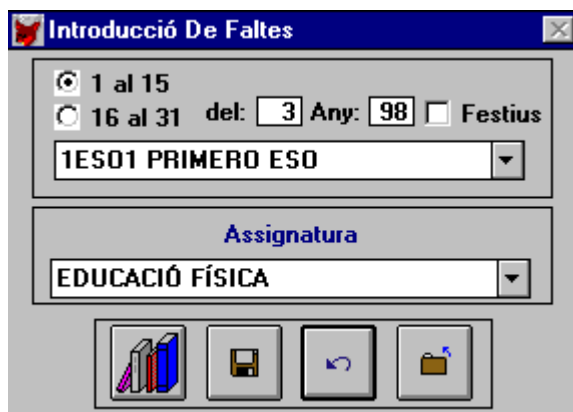 Introducció De Faltes
1 al 15
16 al 31 del: 3 Any: 98 Festius
1ESO1 PRIMERO ESO
Assignatura
EDUCACIÓ FÍSICA